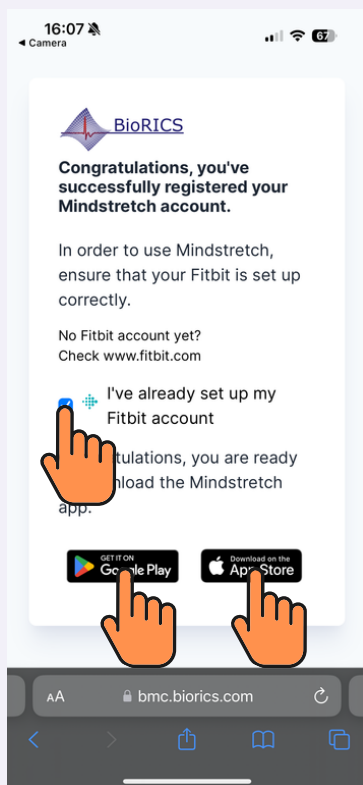 16:07
◀ Camera
67
BioRICS
Congratulations, you've
successfully registered your
Mindstretch account.
In order to use Mindstretch,
ensure that your Fitbit is set up
correctly.
No Fitbit account yet?
Check www.fitbit.com
I've already set up my
Fitbit account
tulations, you are ready
nload the Mindstretch
app.
GET IT ON
Google Play
Download on the
App Store
AA
bmc.biorics.com